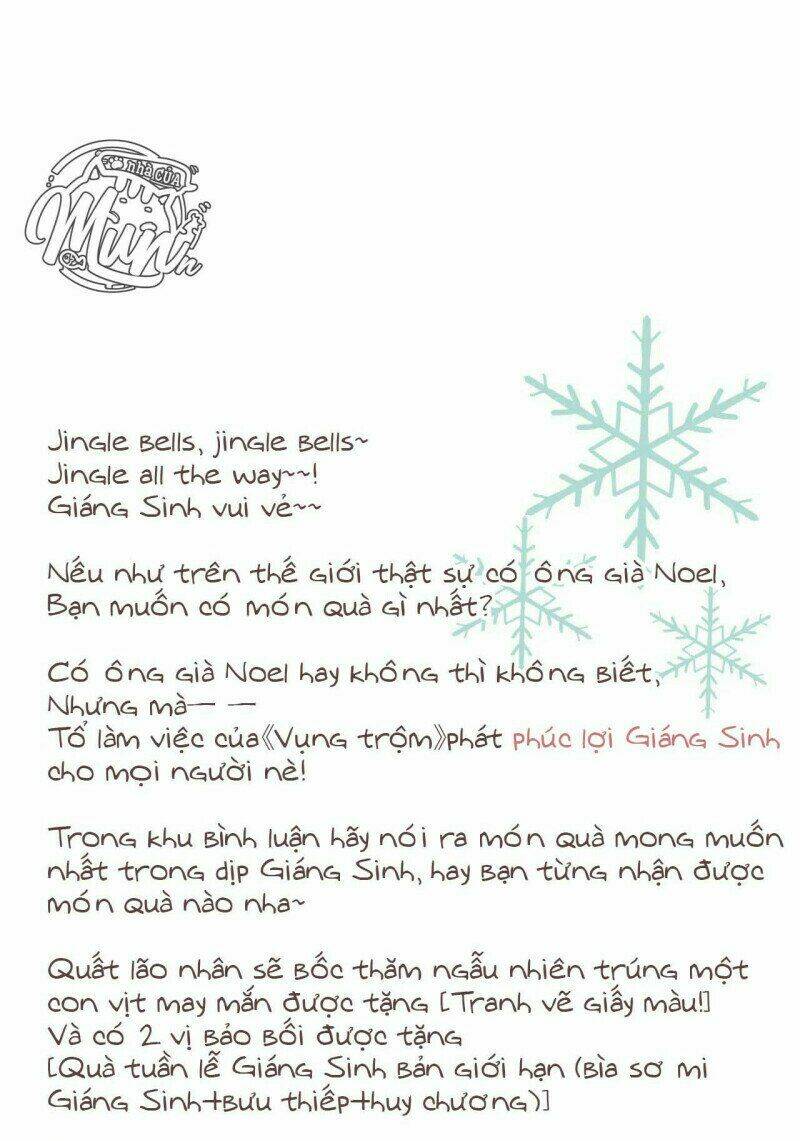 nhà của
Munn
Jingle Bells, jingle Bells~
Jingle all the way~~!
Giáng Sinh vui vẻ~~
Nếu như trên thế giới thật sự có ông già Noel,
Bạn muốn có món quà gì nhất?
Có ông già Noel hay không thì không biết,
Nhưng mà— —
Tổ làm việc của《Vụng trộm》phát phúc lợi Giáng Sinh
cho mọi người nè!
Trong khu bình luận hãy nói ra món quà mong muốn
nhất trong dịp Giáng Sinh, hay bạn từng nhận được
món quà nào nha~
Quất lão nhân sẽ bốc thăm ngẫu nhiên trúng một
con vịt may mắn được tặng [Tranh vẽ giấy màu!]
Và có 2 vị bảo bối được tặng
[Quà tuần lễ Giáng Sinh bản giới hạn (Bìa sơ mi
Giáng Sinh+bưu thiếp+huy chương)]